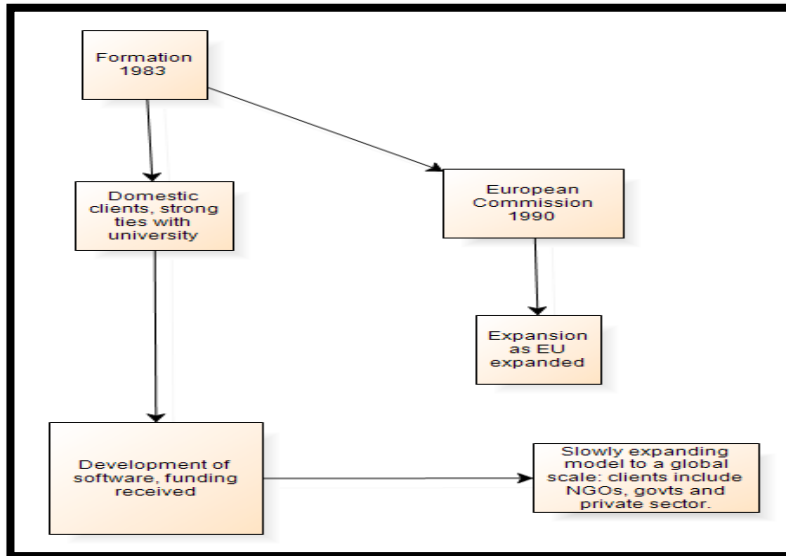 Formation
1983
Domestic
clients, strong
ties with
university
European
Commission
1990
Expansion
as EU
expanded
Development of
software, funding
received
Slowly expanding
model to a global
scale: clients include
NGOs, govts and
private sector.